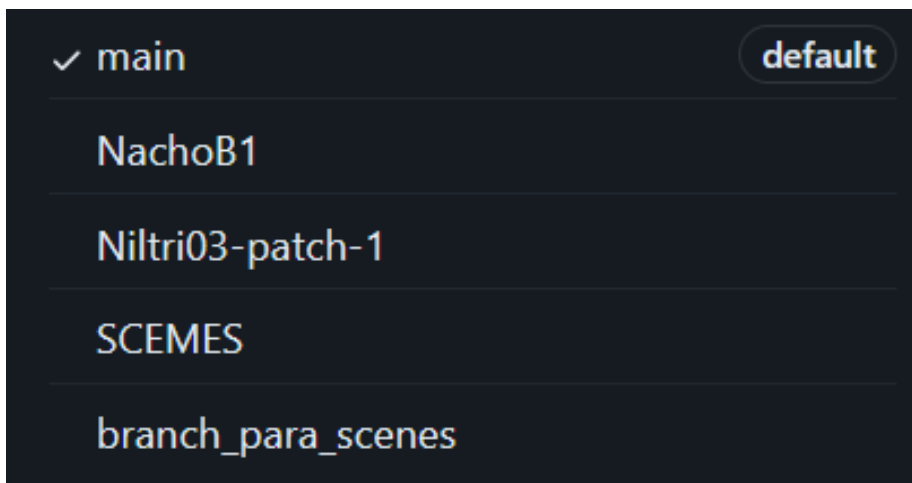 main default
NachoB1
Niltri03-patch-1
SCEMES
branch_para_scenes